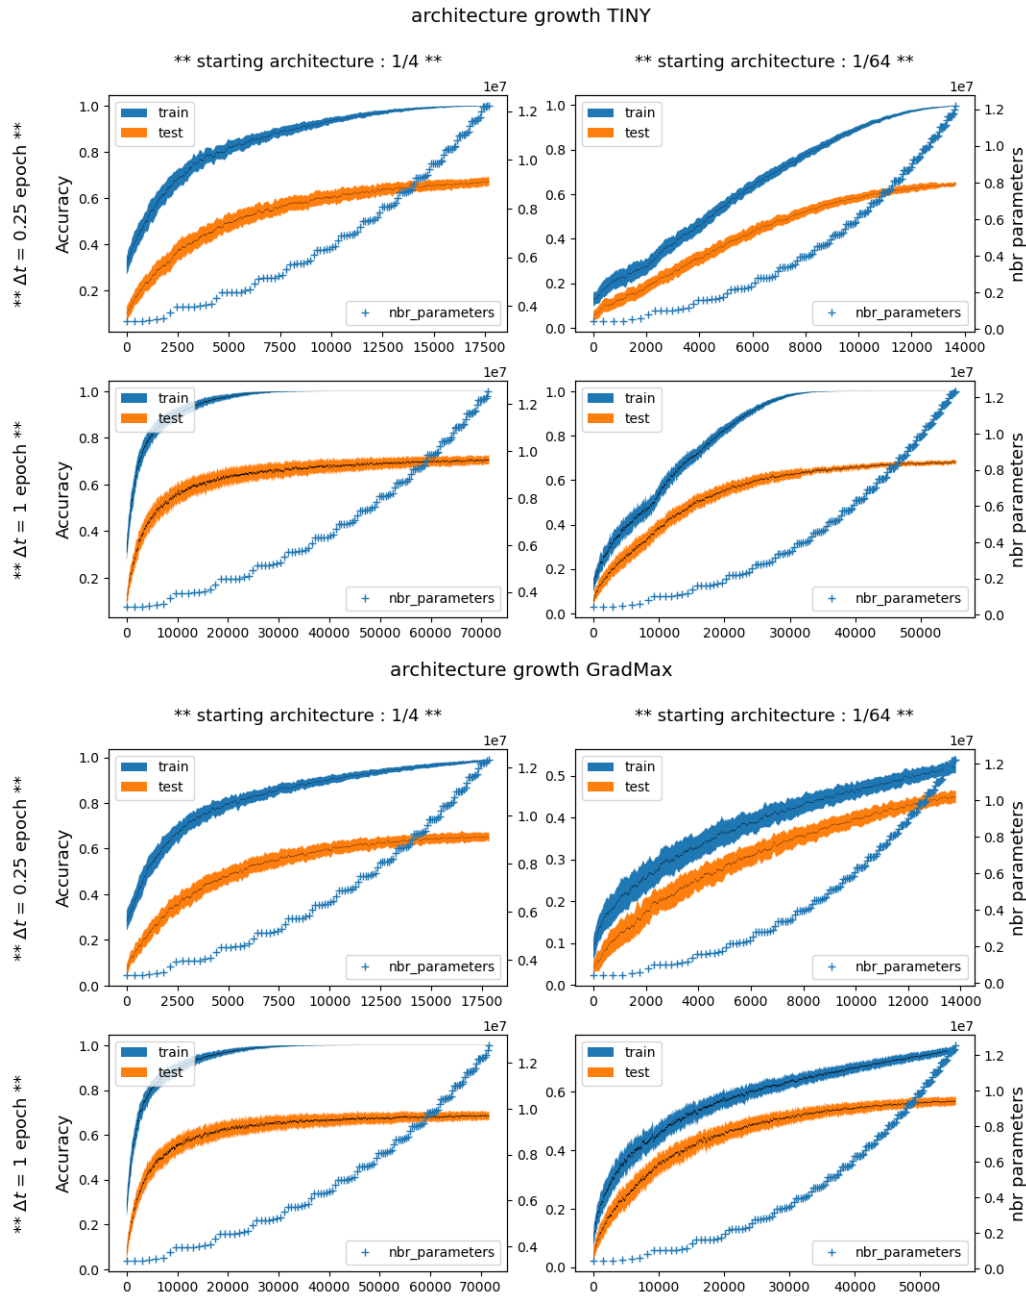 architecture growth TINY
** starting architecture : 1/4 **
** starting architecture : 1/64 **
** Δt = 0.25 epoch **
Accuracy
1e7
1.0
0.8
0.6
0.4
0.2
train
test
nbr_parameters
1.2
1.0
0.8
0.6
0.4
0 2500 5000 7500 10000 12500 15000 17500
1e7
1.0
0.8
0.6
0.4
0.2
0.0
train
test
nbr_parameters
1.2
1.0
0.8
0.6
0.4
0.2
0.0
nbr parameters
0 2000 4000 6000 8000 10000 12000 14000
** Δt = 1 epoch **
Accuracy
1e7
1.0
0.8
0.6
0.4
0.2
train
test
nbr_parameters
1.2
1.0
0.8
0.6
0.4
0 10000 20000 30000 40000 50000 60000 70000
1e7
1.0
0.8
0.6
0.4
0.2
0.0
train
test
nbr_parameters
1.2
1.0
0.8
0.6
0.4
0.2
0.0
nbr parameters
0 10000 20000 30000 40000 50000
architecture growth GradMax
** starting architecture : 1/4 **
** starting architecture : 1/64 **
** Δt = 0.25 epoch **
Accuracy
1e7
1.0
0.8
0.6
0.4
0.2
0.0
train
test
nbr_parameters
1.2
1.0
0.8
0.6
0.4
0 2500 5000 7500 10000 12500 15000 17500
1e7
0.5
0.4
0.3
0.2
0.1
0.0
train
test
nbr_parameters
1.2
1.0
0.8
0.6
0.4
0.2
0.0
nbr parameters
0 2000 4000 6000 8000 10000 12000 14000
** Δt = 1 epoch **
Accuracy
1e7
1.0
0.8
0.6
0.4
0.2
0.0
train
test
nbr_parameters
1.2
1.0
0.8
0.6
0.4
0 10000 20000 30000 40000 50000 60000 70000
1e7
0.6
0.4
0.2
0.0
train
test
nbr_parameters
1.2
1.0
0.8
0.6
0.4
0.2
0.0
nbr parameters
0 10000 20000 30000 40000 50000